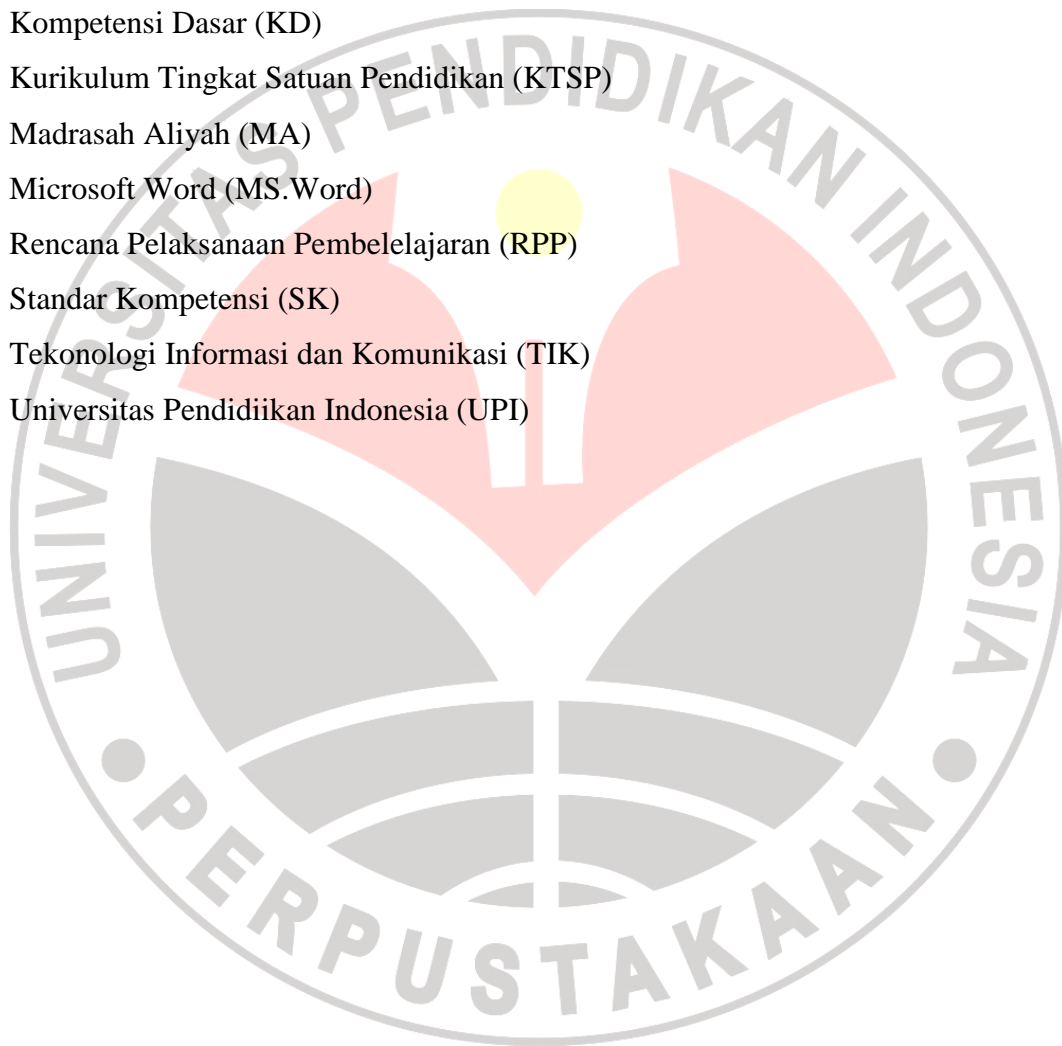 Kompetensi Dasar (KD)
Kurikulum Tingkat Satuan Pendidikan (KTSP)
Madrasah Aliyah (MA)
Microsoft Word (MS.Word)
Rencana Pelaksanaan Pembelelajaran (RPP)
Standar Kompetensi (SK)
Tekonologi Informasi dan Komunikasi (TIK)
Universitas Pendidiikan Indonesia (UPI)
UNIVERSITAS PENDIDIKAN INDONESIA
PERPUSTAKAAN